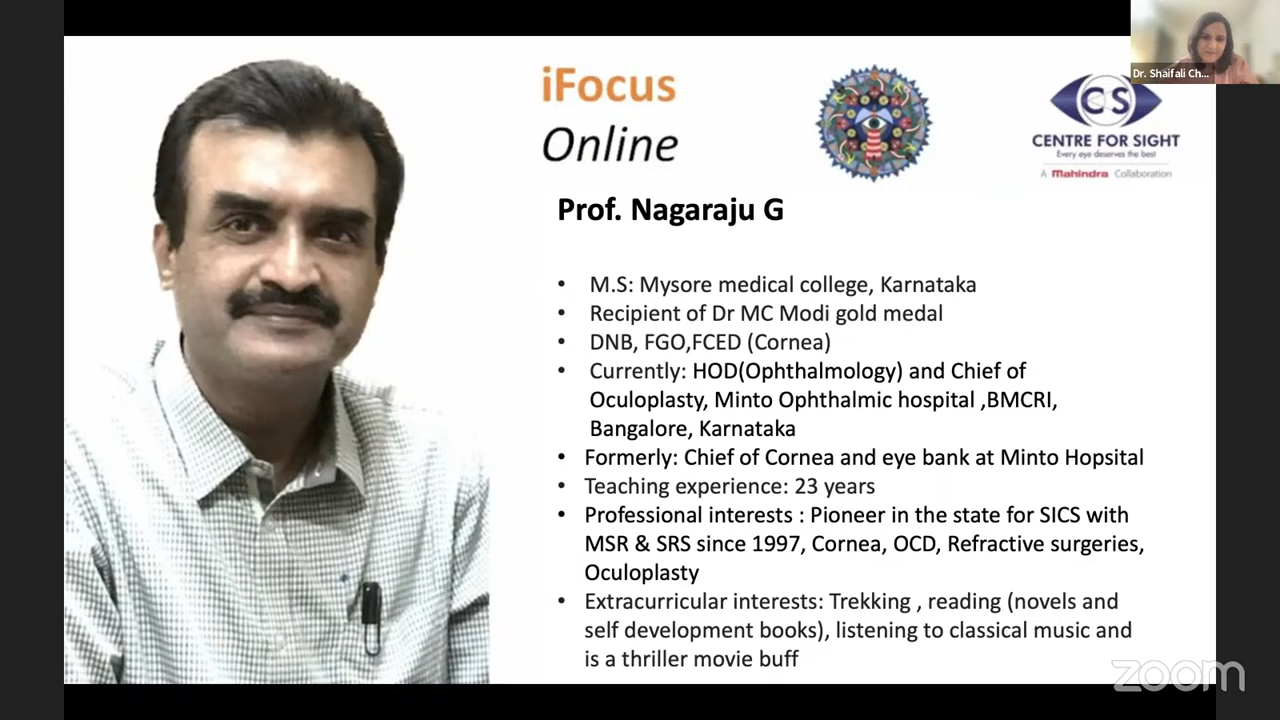 Dr. Shaifali Ch...
iFocus
Online
CS
CENTRE FOR SIGHT
Every eye deserves the best
A Mahindra Collaboration
Prof. Nagaraju G
• M.S: Mysore medical college, Karnataka
• Recipient of Dr MC Modi gold medal
• DNB, FGO,FCED (Cornea)
• Currently: HOD(Ophthalmology) and Chief of
Oculoplasty, Minto Ophthalmic hospital ,BMCRI,
Bangalore, Karnataka
• Formerly: Chief of Cornea and eye bank at Minto Hopsital
• Teaching experience: 23 years
• Professional interests : Pioneer in the state for SICS with
MSR & SRS since 1997, Cornea, OCD, Refractive surgeries,
Oculoplasty
• Extracurricular interests: Trekking , reading (novels and
self development books), listening to classical music and
is a thriller movie buff
zoom